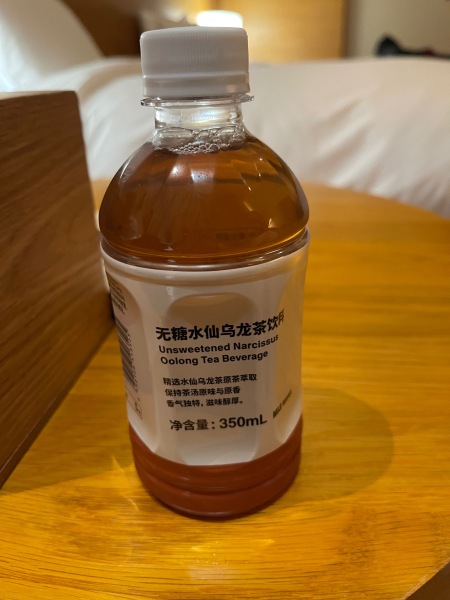 无糖水仙乌龙茶饮料
Unsweetened Narcissus
Oolong Tea Beverage
精选水仙乌龙茶原茶萃取
保持茶汤原味与原香
香气独特，滋味醇厚。
净含量：350mL